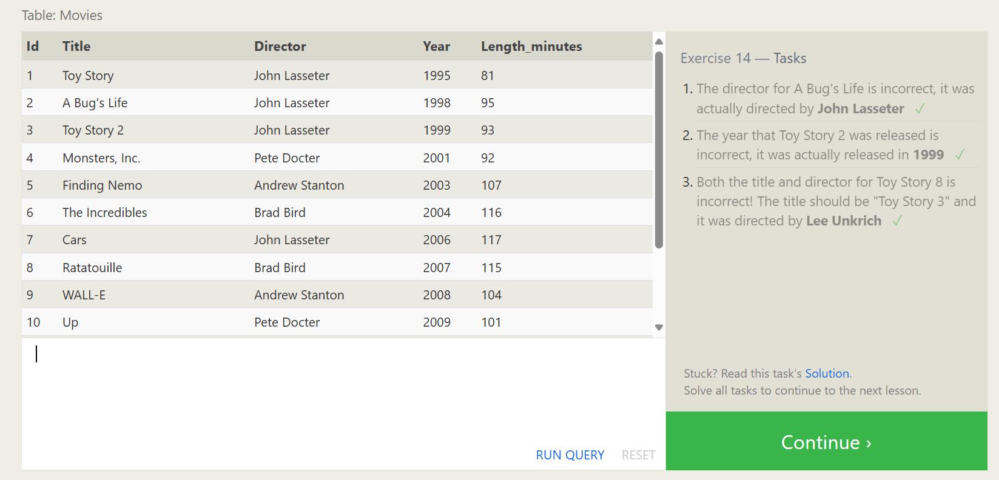 Table: Movies
Id Title Director Year Length_minutes
1 Toy Story John Lasseter 1995 81
2 A Bug's Life John Lasseter 1998 95
3 Toy Story 2 John Lasseter 1999 93
4 Monsters, Inc. Pete Docter 2001 92
5 Finding Nemo Andrew Stanton 2003 107
6 The Incredibles Brad Bird 2004 116
7 Cars John Lasseter 2006 117
8 Ratatouille Brad Bird 2007 115
9 WALL-E Andrew Stanton 2008 104
10 Up Pete Docter 2009 101
RUN QUERY RESET
Exercise 14 — Tasks
1. The director for A Bug's Life is incorrect, it was
actually directed by John Lasseter ✓
2. The year that Toy Story 2 was released is
incorrect, it was actually released in 1999 ✓
3. Both the title and director for Toy Story 8 is
incorrect! The title should be "Toy Story 3" and
it was directed by Lee Unkrich ✓
Stuck? Read this task's Solution.
Solve all tasks to continue to the next lesson.
Continue ›